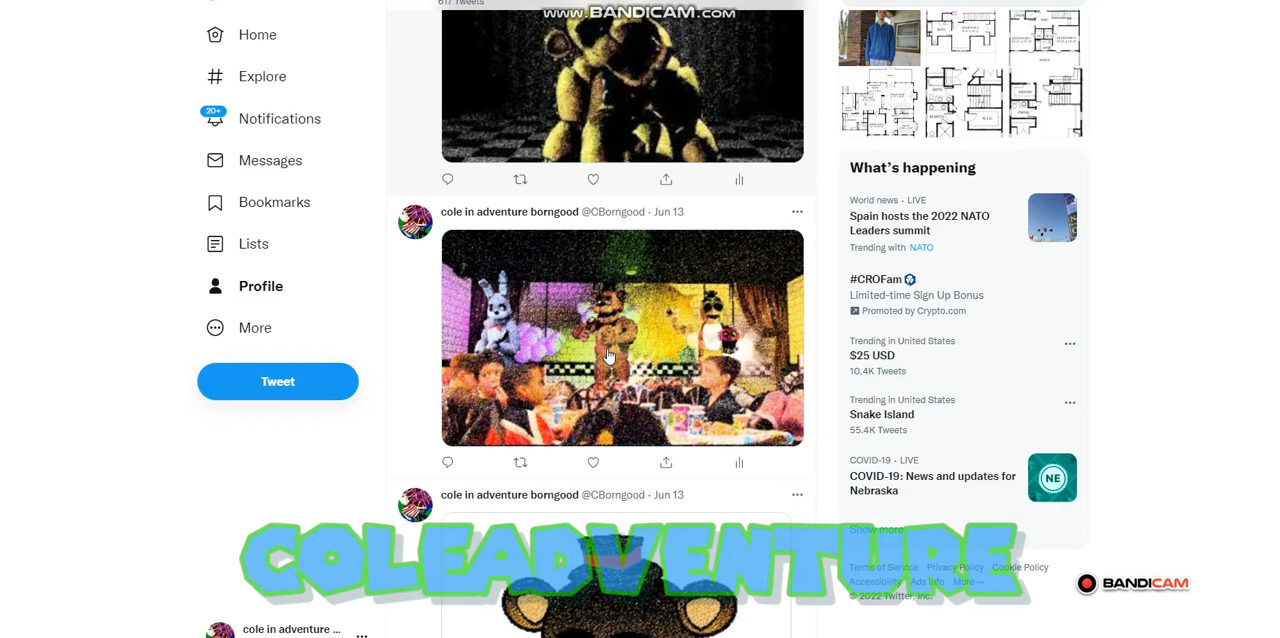 617 Tweets
www.BANDICAM.com
Home
Explore
20+
Notifications
Messages
Bookmarks
Lists
Profile
More
Tweet
cole in adventure borngood @CBorngood · Jun 13
cole in adventure borngood @CBorngood · Jun 13
What's happening
World news · LIVE
Spain hosts the 2022 NATO
Leaders summit
Trending with NATO
#CROFam
Limited-time Sign Up Bonus
Promoted by Crypto.com
Trending in United States
$25 USD
10.4K Tweets
Trending in United States
Snake Island
55.4K Tweets
COVID-19 · LIVE
COVID-19: News and updates for
Nebraska
NE
Show more
Terms of Service Privacy Policy Cookie Policy
Accessibility Ads info More ···
© 2022 Twitter, Inc.
COLEADVENTURE
BANDICAM
cole in adventure ...